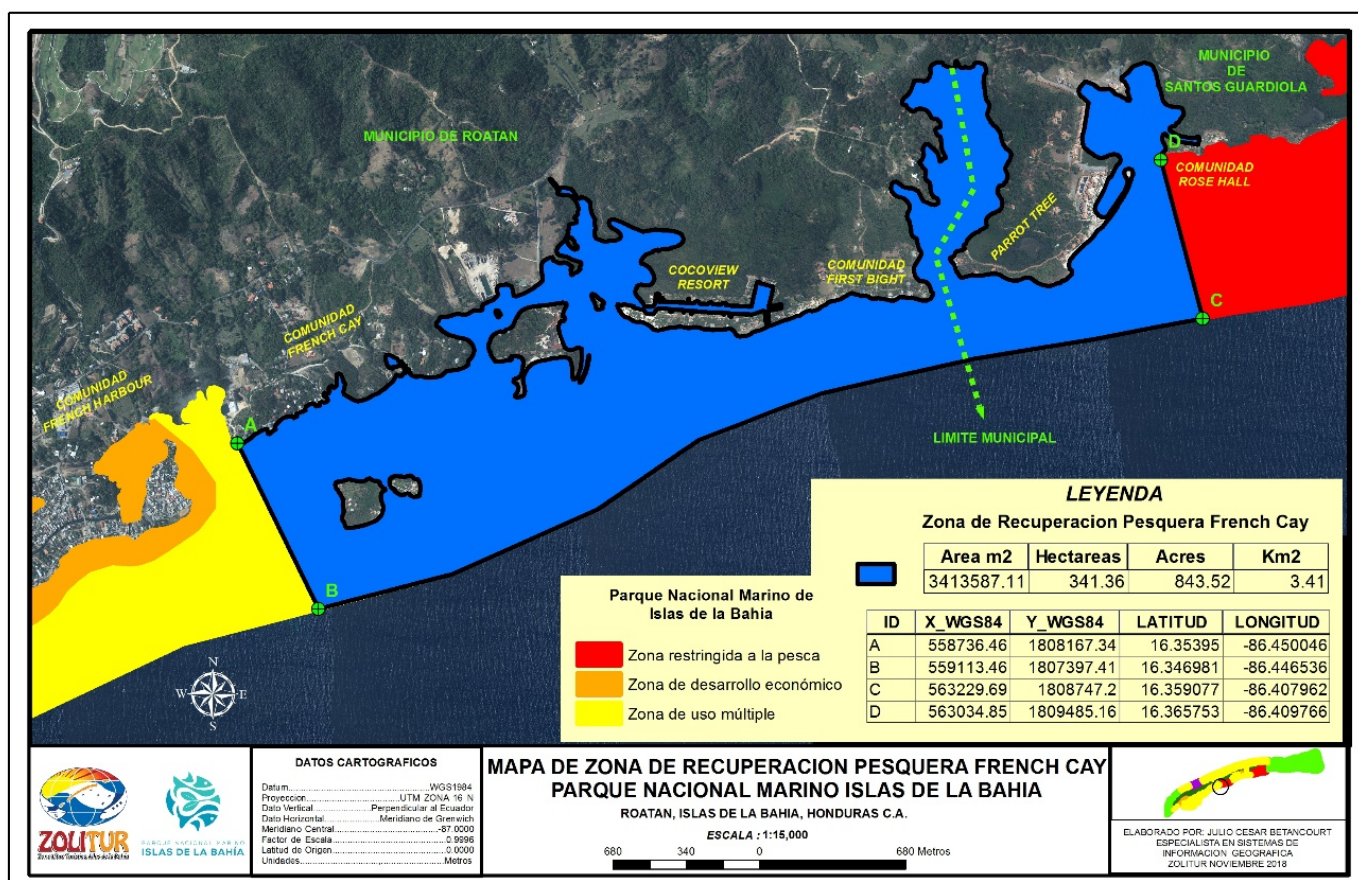 MUNICIPIO DE ROATAN
MUNICIPIO
DE
SANTOS GUARDIOLA
D
COMUNIDAD
ROSE HALL
PARROT TREE
COMUNIDAD
FIRST BIGHT
COCOVIEW
RESORT
COMUNIDAD
FRENCH CAY
COMUNIDAD
FRENCH HARBOUR
A
B
C
LIMITE MUNICIPAL
LEYENDA
Zona de Recuperacion Pesquera French Cay
Area m2 Hectareas Acres Km2
3413587.11 341.36 843.52 3.41
ID X_WGS84 Y_WGS84 LATITUD LONGITUD
A 558736.46 1808167.34 16.35395 -86.450046
B 559113.46 1807397.41 16.346981 -86.446536
C 563229.69 1808747.2 16.359077 -86.407962
D 563034.85 1809485.16 16.365753 -86.409766
Parque Nacional Marino de
Islas de la Bahia
Zona restringida a la pesca
Zona de desarrollo económico
Zona de uso múltiple
N
W E
S
ZOLITUR
PARQUE NACIONAL MARINO
ISLAS DE LA BAHÍA
DATOS CARTOGRAFICOS
Datum WGS1984
Proyeccion UTM ZONA 16 N
Dato Vertical Perpendicular al Ecuador
Dato Horizontal Meridiano de Grenwich
Meridiano Central -87.0000
Factor de Escala 0.9996
Latitud de Origen 0.0000
Unidades Metros
MAPA DE ZONA DE RECUPERACION PESQUERA FRENCH CAY
PARQUE NACIONAL MARINO ISLAS DE LA BAHIA
ROATAN, ISLAS DE LA BAHIA, HONDURAS C.A.
ESCALA : 1:15,000
680 340 0 680 Metros
ELABORADO POR: JULIO CESAR BETANCOURT
ESPECIALISTA EN SISTEMAS DE
INFORMACION GEOGRAFICA
ZOLITUR NOVIEMBRE 2018